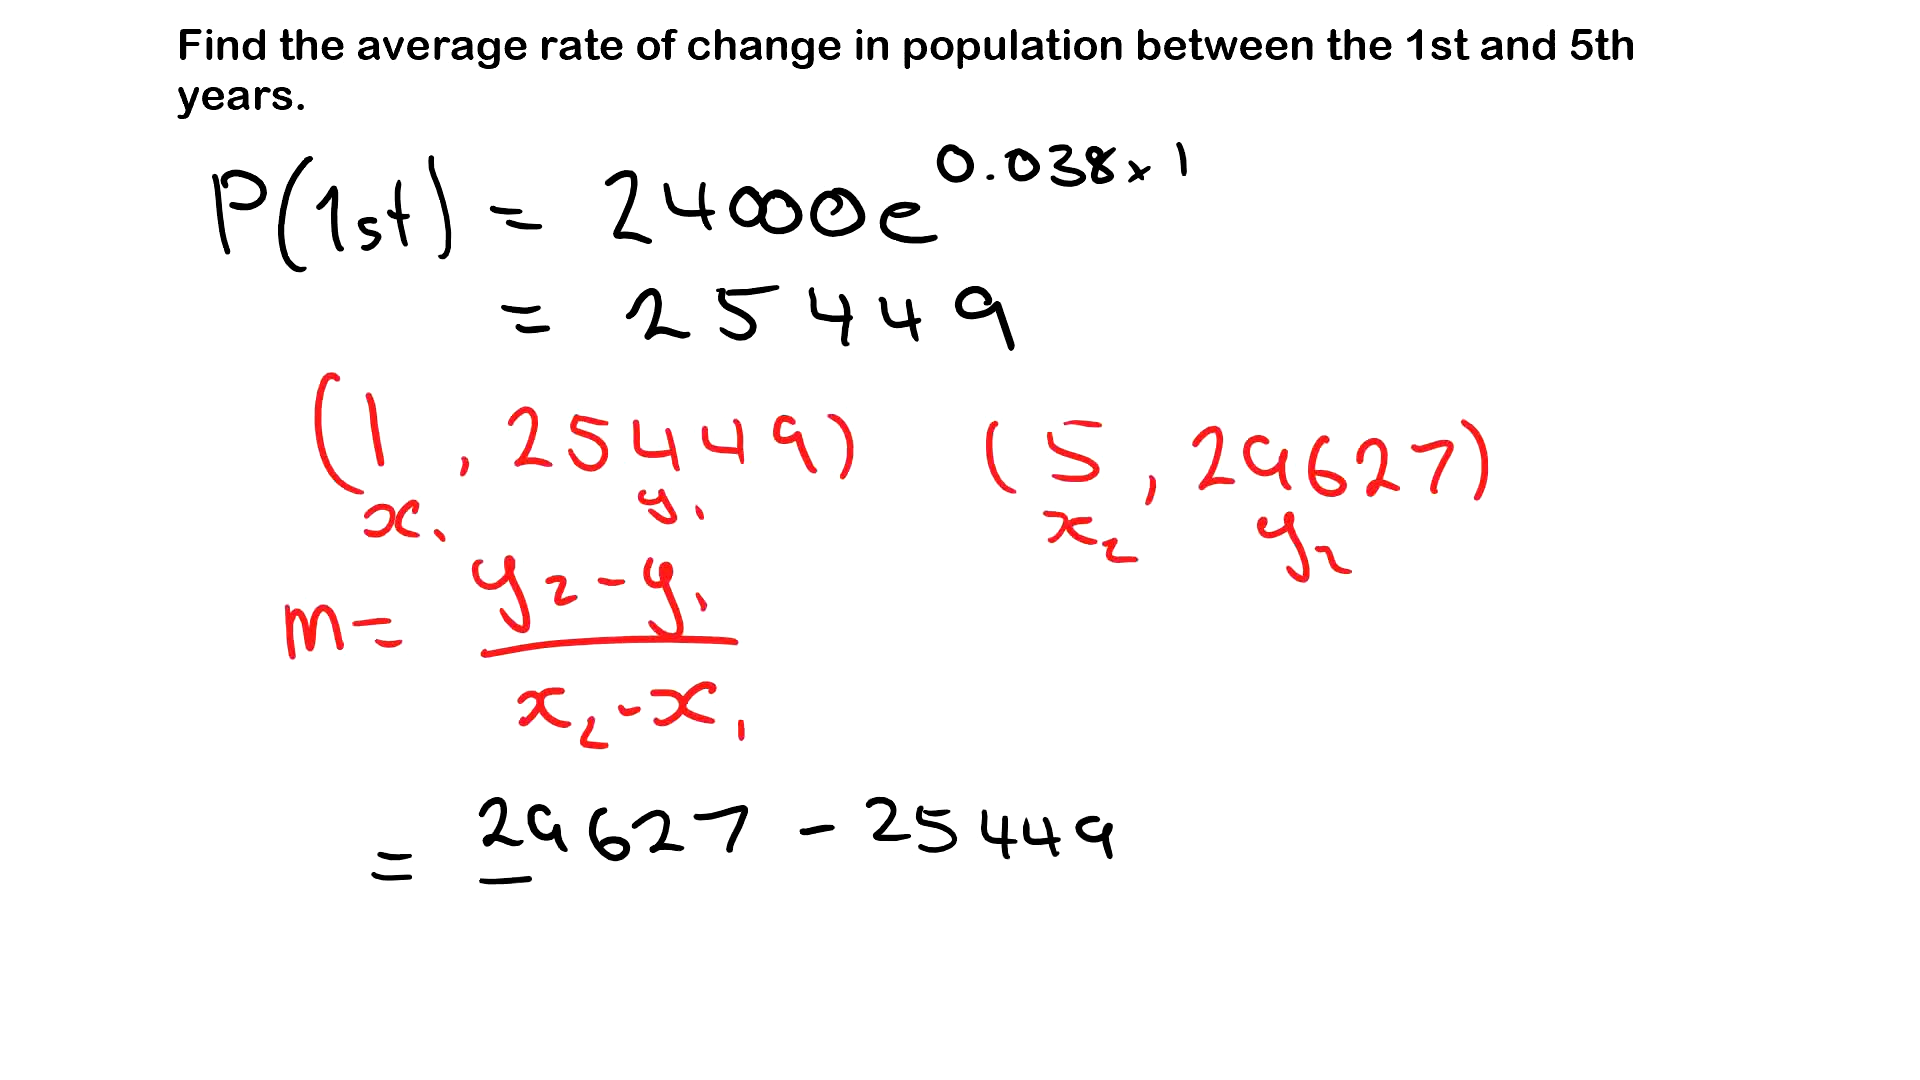 Find the average rate of change in population between the 1st and 5th
years.
P(1st) = 24000e^0.038×1
= 25449
(1, 25449) (5, 29627)
x₁ y₁ x₂ y₂
m = y₂-y₁
x₂-x₁
= 29627 - 25449